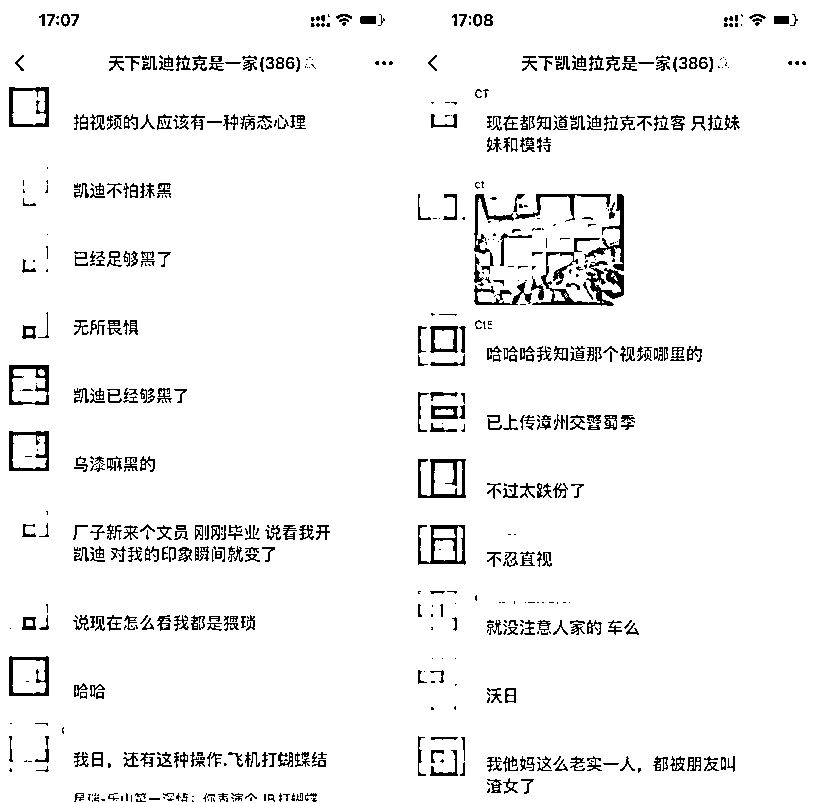 17:07
天下凯迪拉克是一家(386)
拍视频的人应该有一种病态心理
凯迪不怕抹黑
已经足够黑了
无所畏惧
凯迪已经够黑了
乌漆嘛黑的
厂子新来个文员 刚刚毕业 说看我开
凯迪 对我的印象瞬间就变了
说现在怎么看我都是猥琐
哈哈
我日，还有这种操作.飞机打蝴蝶结
17:08
天下凯迪拉克是一家(386)
CT
现在都知道凯迪拉克不拉客 只拉妹
妹和模特
ct
哈哈哈我知道那个视频哪里的
已上传漳州交警蜀季
不过太跌份了
不忍直视
就没注意人家的 车么
沃日
我他妈这么老实一人，都被朋友叫
渣女了